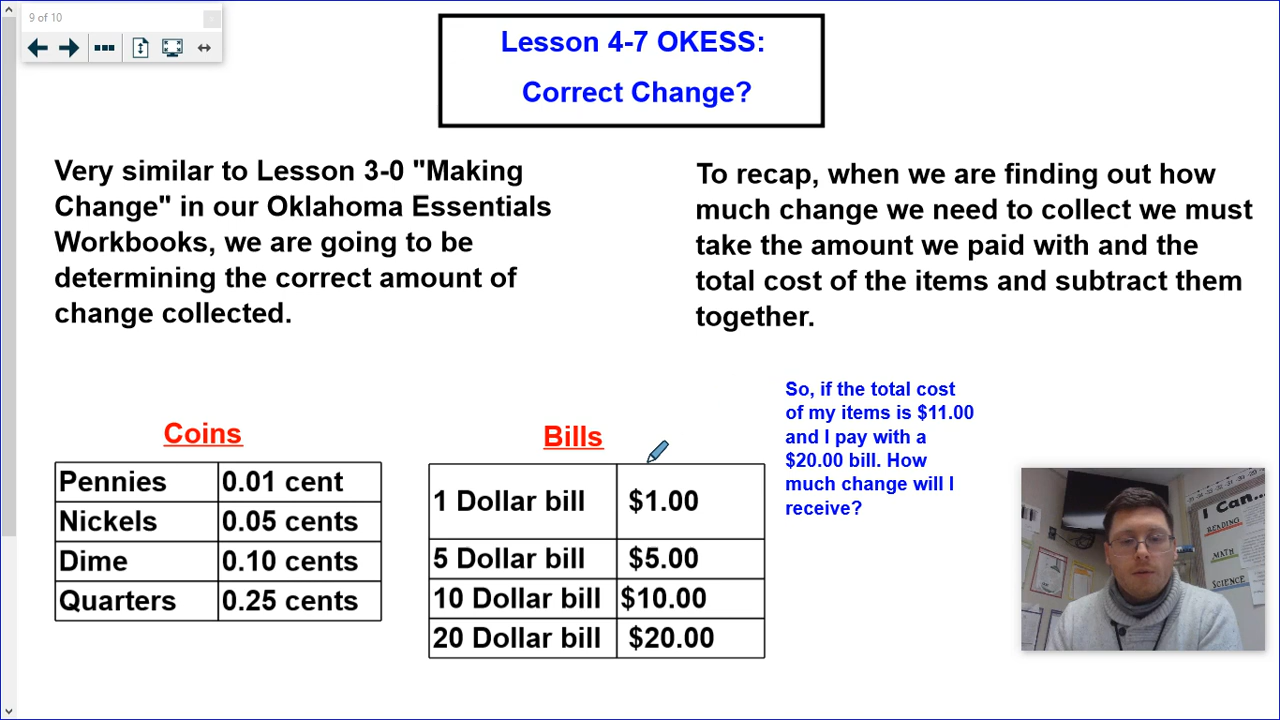 9 of 10
Lesson 4-7 OKESS:
Correct Change?
Very similar to Lesson 3-0 "Making
Change" in our Oklahoma Essentials
Workbooks, we are going to be
determining the correct amount of
change collected.
To recap, when we are finding out how
much change we need to collect we must
take the amount we paid with and the
total cost of the items and subtract them
together.
Coins
Pennies 0.01 cent
Nickels 0.05 cents
Dime 0.10 cents
Quarters 0.25 cents
Bills
1 Dollar bill $1.00
5 Dollar bill $5.00
10 Dollar bill $10.00
20 Dollar bill $20.00
So, if the total cost
of my items is $11.00
and I pay with a
$20.00 bill. How
much change will I
receive?
I Can...
READING
MATH
SCIENCE